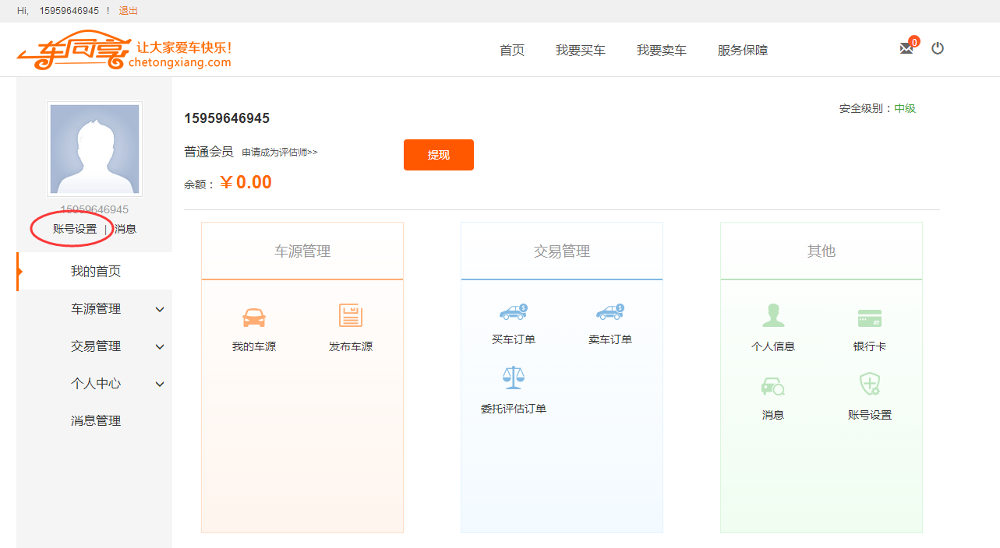 Hi, 15959646945 ! 退出
车同享 让大家爱车快乐!
chetongxiang.com
首页 我要买车 我要卖车 服务保障
0
安全级别：中级
15959646945
普通会员 申请成为评估师>>
提现
余额： ￥0.00
15959646945
账号设置 | 消息
我的首页
车源管理
交易管理
个人中心
消息管理
车源管理
我的车源 发布车源
交易管理
买车订单 卖车订单
委托评估订单
其他
个人信息 银行卡
消息 账号设置